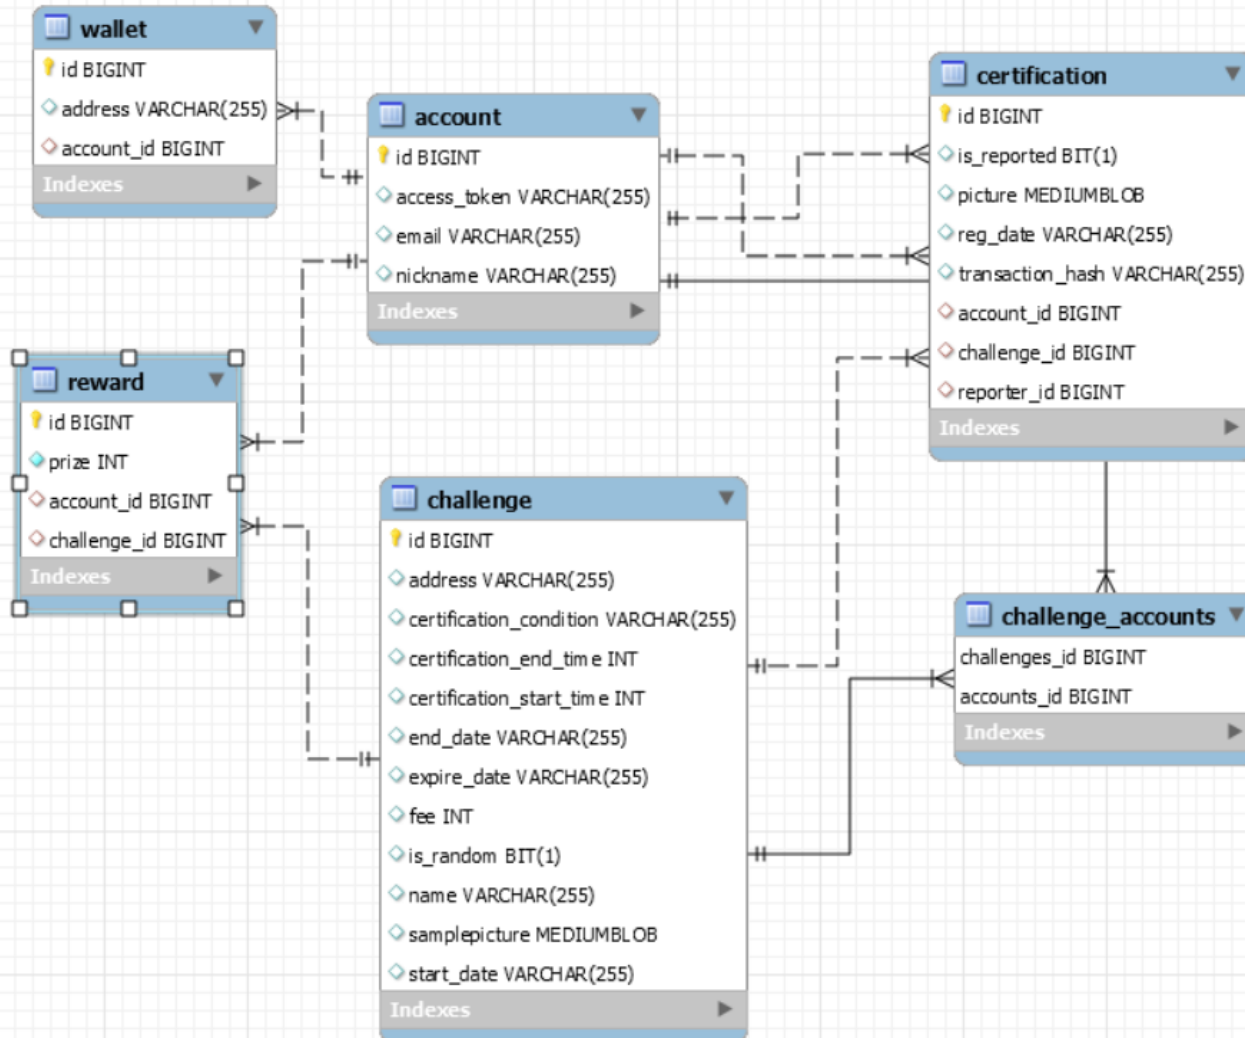 wallet
id BIGINT
address VARCHAR(255)
account_id BIGINT
Indexes
account
id BIGINT
access_token VARCHAR(255)
email VARCHAR(255)
nickname VARCHAR(255)
Indexes
certification
id BIGINT
is_reported BIT(1)
picture MEDIUMBLOB
reg_date VARCHAR(255)
transaction_hash VARCHAR(255)
account_id BIGINT
challenge_id BIGINT
reporter_id BIGINT
Indexes
reward
id BIGINT
prize INT
account_id BIGINT
challenge_id BIGINT
Indexes
challenge
id BIGINT
address VARCHAR(255)
certification_condition VARCHAR(255)
certification_end_time INT
certification_start_time INT
end_date VARCHAR(255)
expire_date VARCHAR(255)
fee INT
is_random BIT(1)
name VARCHAR(255)
samplepicture MEDIUMBLOB
start_date VARCHAR(255)
Indexes
challenge_accounts
challenges_id BIGINT
accounts_id BIGINT
Indexes